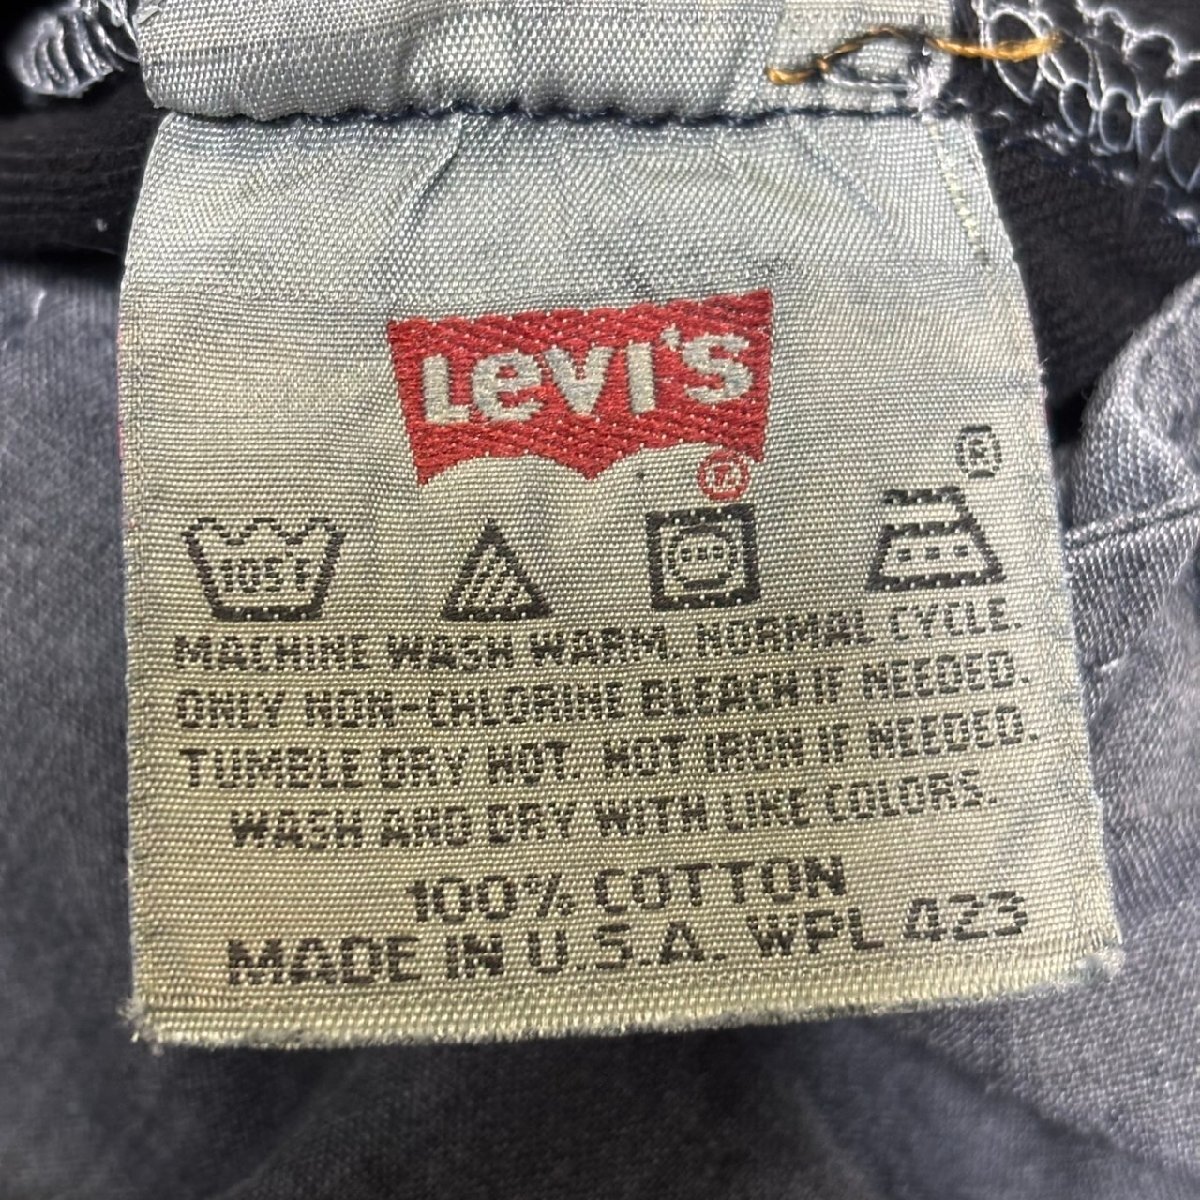 LEVI'S
®
®
105F
MACHINE WASH WARM. NORMAL CYCLE.
ONLY NON-CHLORINE BLEACH IF NEEDED.
TUMBLE DRY HOT. HOT IRON IF NEEDED.
WASH AND DRY WITH LIKE COLORS.
100% COTTON
MADE IN U.S.A. WPL 423